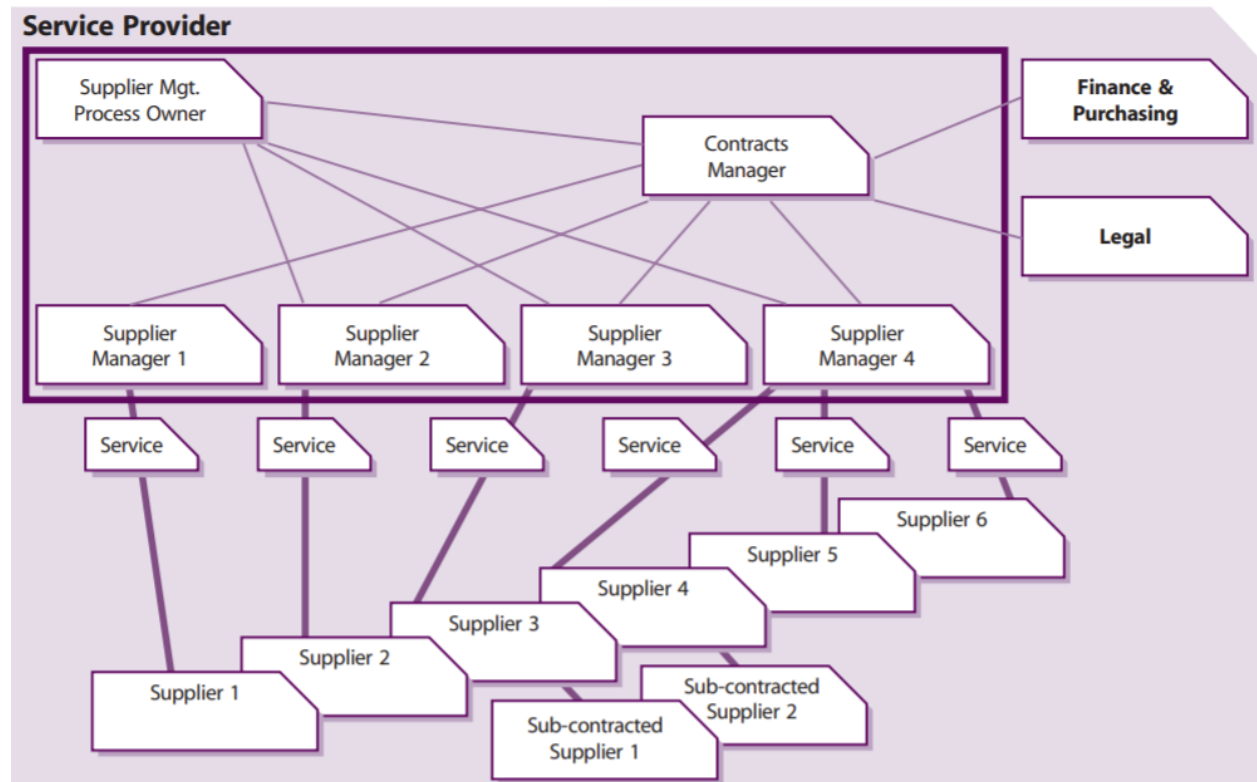 Service Provider
Supplier Mgt.
Process Owner
Finance &
Purchasing
Contracts
Manager
Legal
Supplier
Manager 1
Supplier
Manager 2
Supplier
Manager 3
Supplier
Manager 4
Service
Service
Service
Service
Service
Service
Supplier 6
Supplier 5
Supplier 4
Supplier 3
Supplier 2
Supplier 1
Sub-contracted
Supplier 2
Sub-contracted
Supplier 1